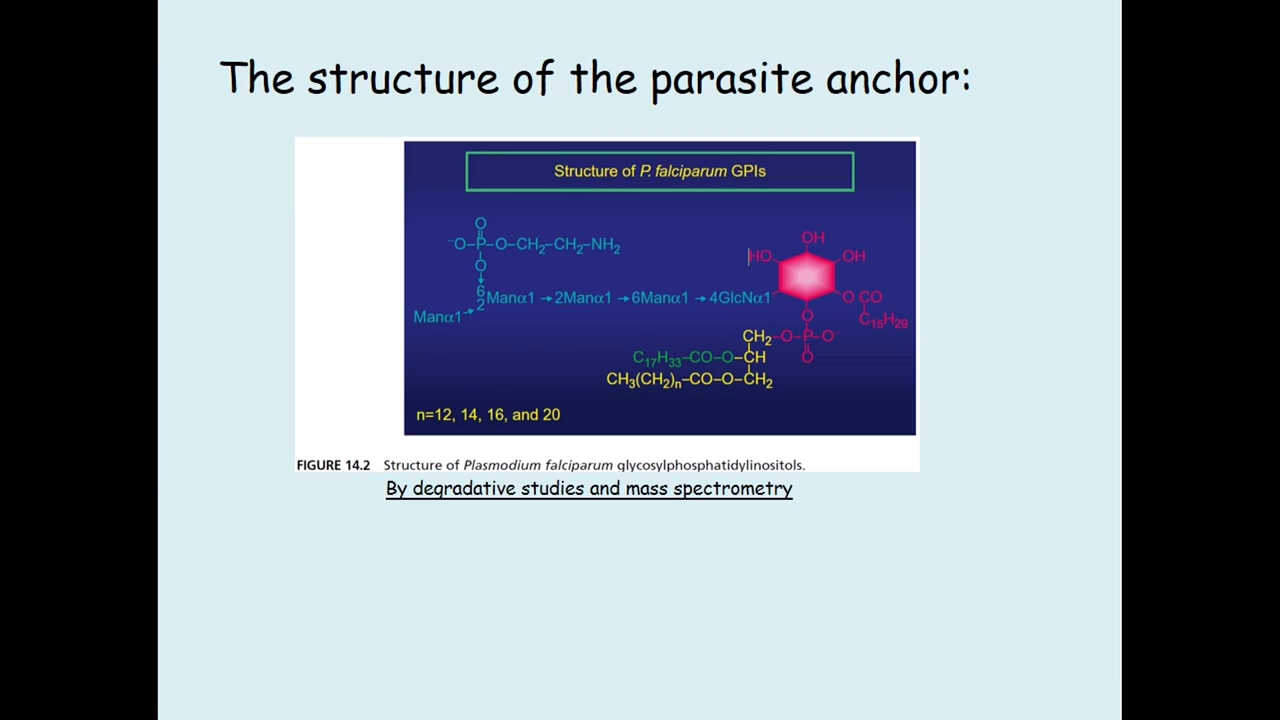 The structure of the parasite anchor:
Structure of P. falciparum GPIs
O
⁻O–P–O–CH₂–CH₂–NH₂
O
6
2
Manα1→2Manα1→6Manα1→4GlcNα1
Manα1
OH
HO
OH
O CO
C₁₅H₂₉
O
CH₂–O–P–O⁻
O
C₁₇H₃₃–CO–O–CH
CH₃(CH₂)ₙ–CO–O–CH₂
n=12, 14, 16, and 20
FIGURE 14.2 Structure of Plasmodium falciparum glycosylphosphatidylinositols.
By degradative studies and mass spectrometry